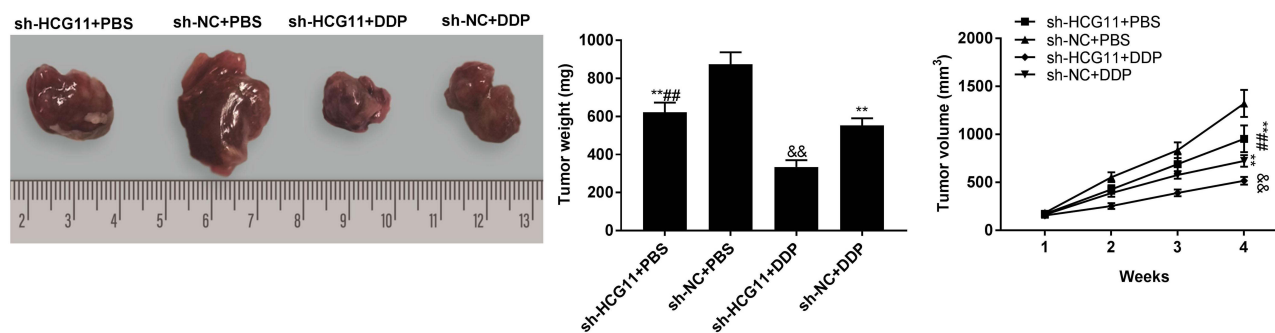 sh-HCG11+PBS sh-NC+PBS sh-HCG11+DDP sh-NC+DDP
2 3 4 5 6 7 8 9 10 11 12 13
Tumor weight (mg)
1000
800
600
400
200
0
**##
&&
**
sh-HCG11+PBS
sh-NC+PBS
sh-HCG11+DDP
sh-NC+DDP
sh-HCG11+PBS
sh-NC+PBS
sh-HCG11+DDP
sh-NC+DDP
Tumor volume (mm³)
2000
1500
1000
500
0
**##
**
&&
1 2 3 4
Weeks